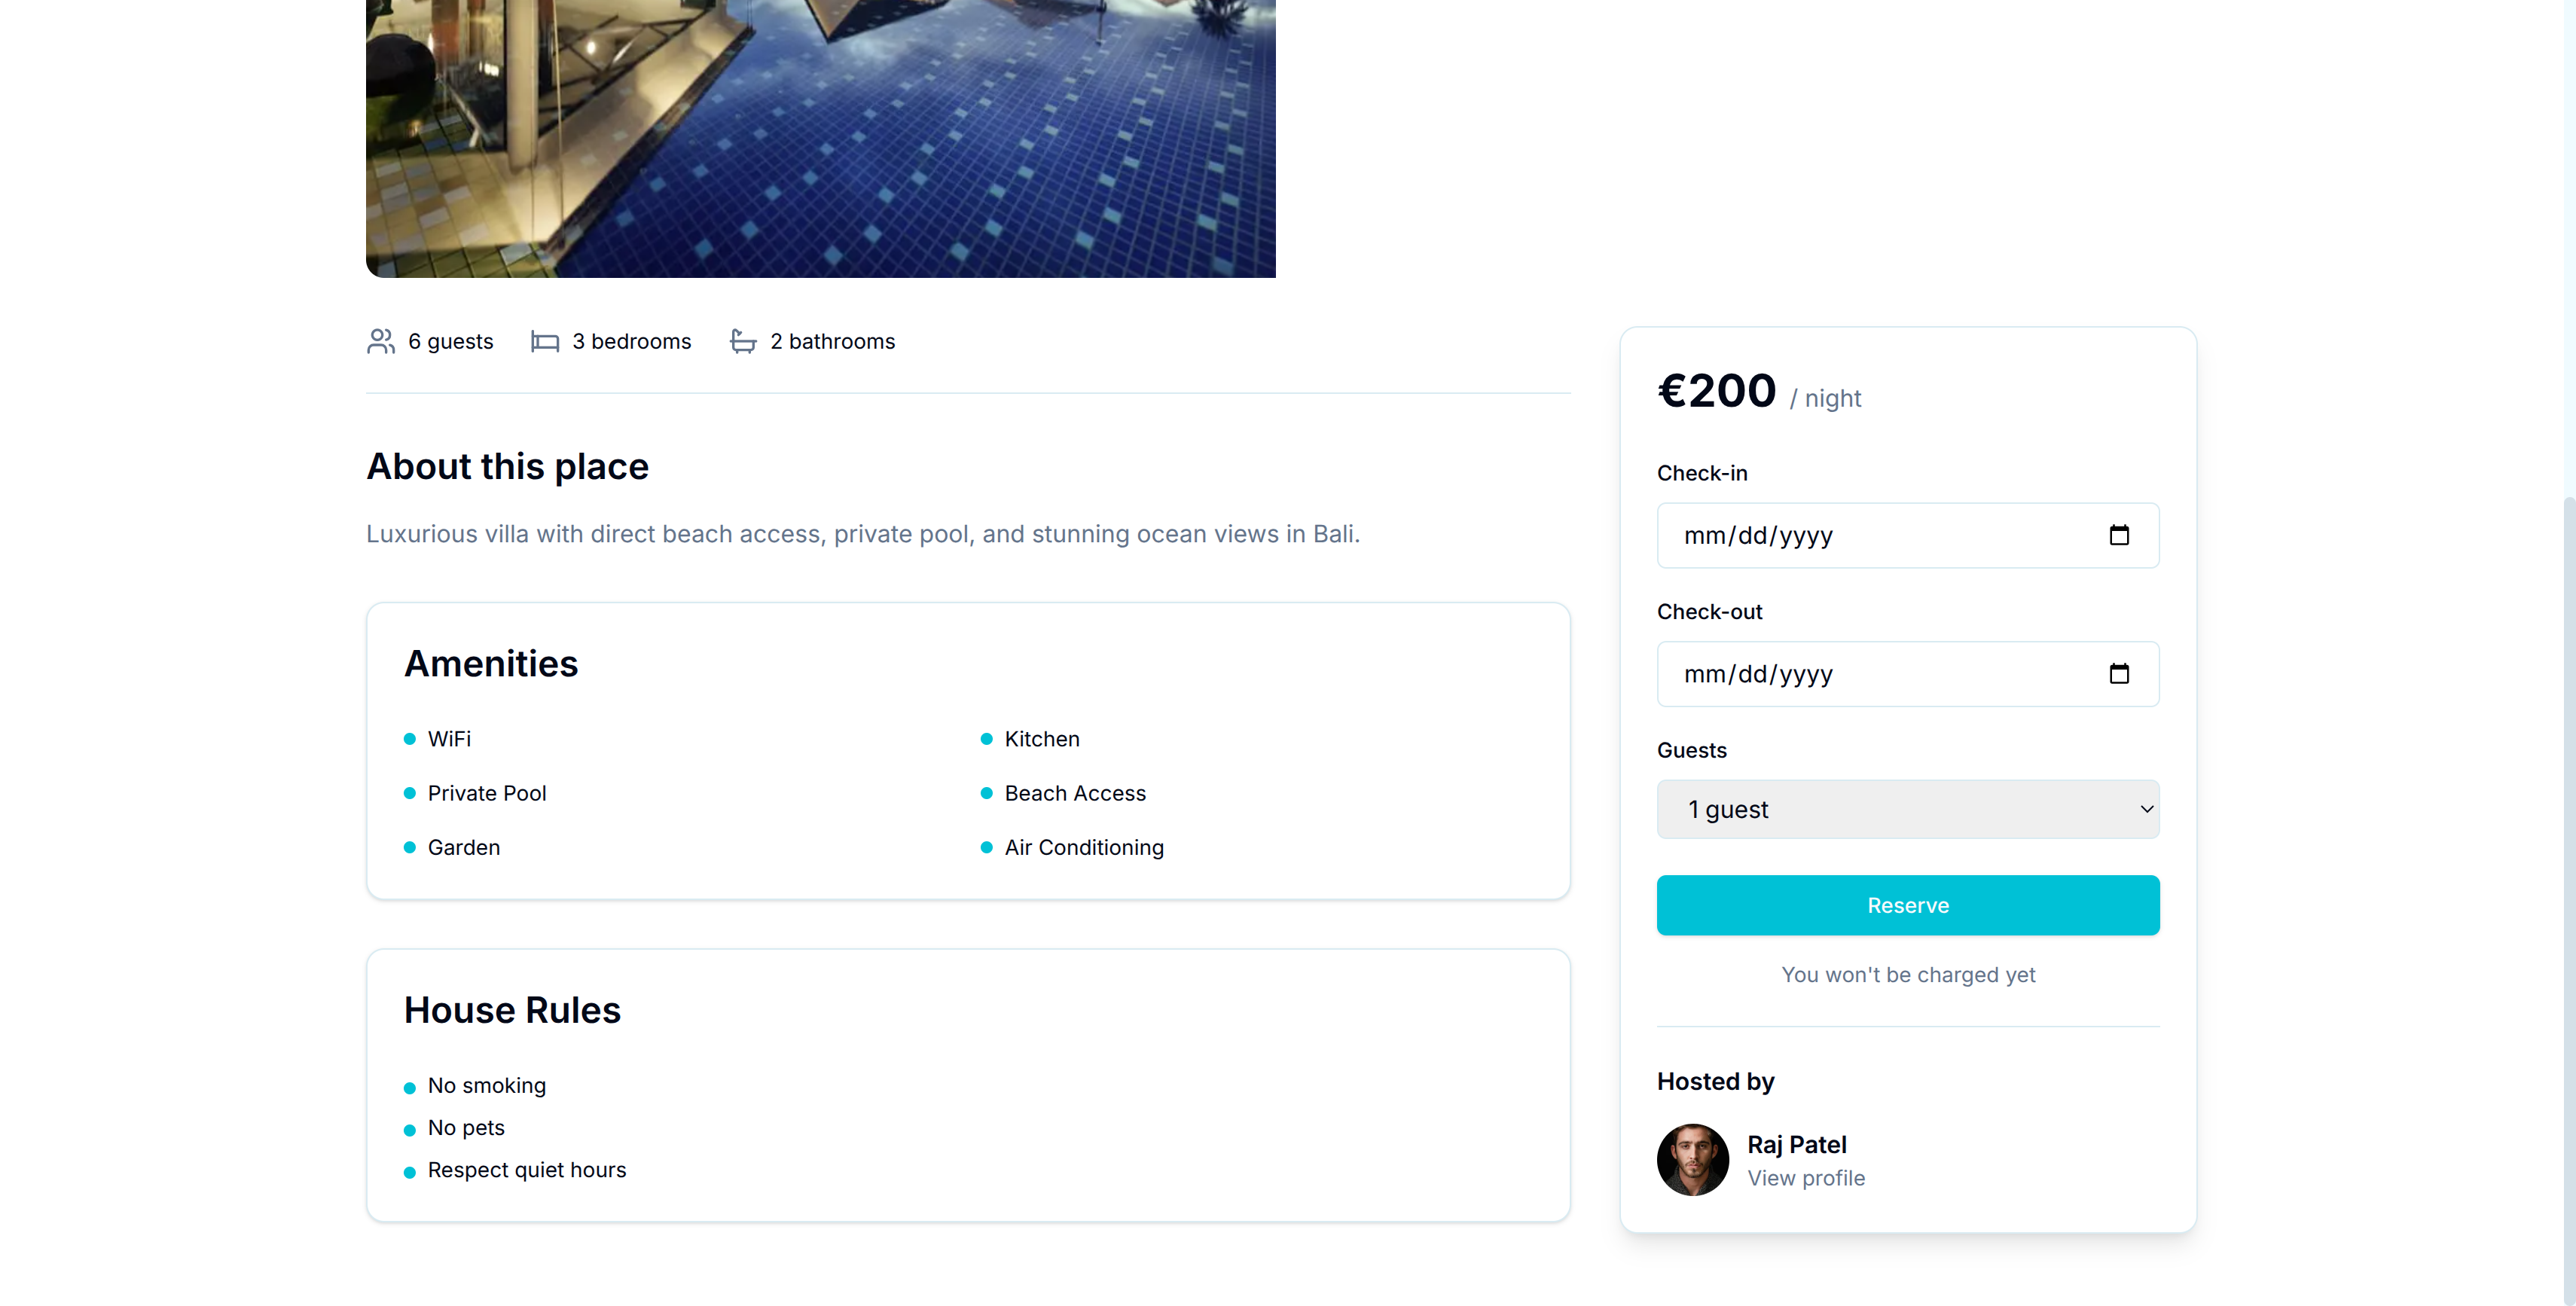 6 guests
3 bedrooms
2 bathrooms
About this place
Luxurious villa with direct beach access, private pool, and stunning ocean views in Bali.
Amenities
WiFi
Kitchen
Private Pool
Beach Access
Garden
Air Conditioning
House Rules
No smoking
No pets
Respect quiet hours
€200 / night
Check-in
mm/dd/yyyy
Check-out
mm/dd/yyyy
Guests
1 guest
Reserve
You won't be charged yet
Hosted by
Raj Patel
View profile